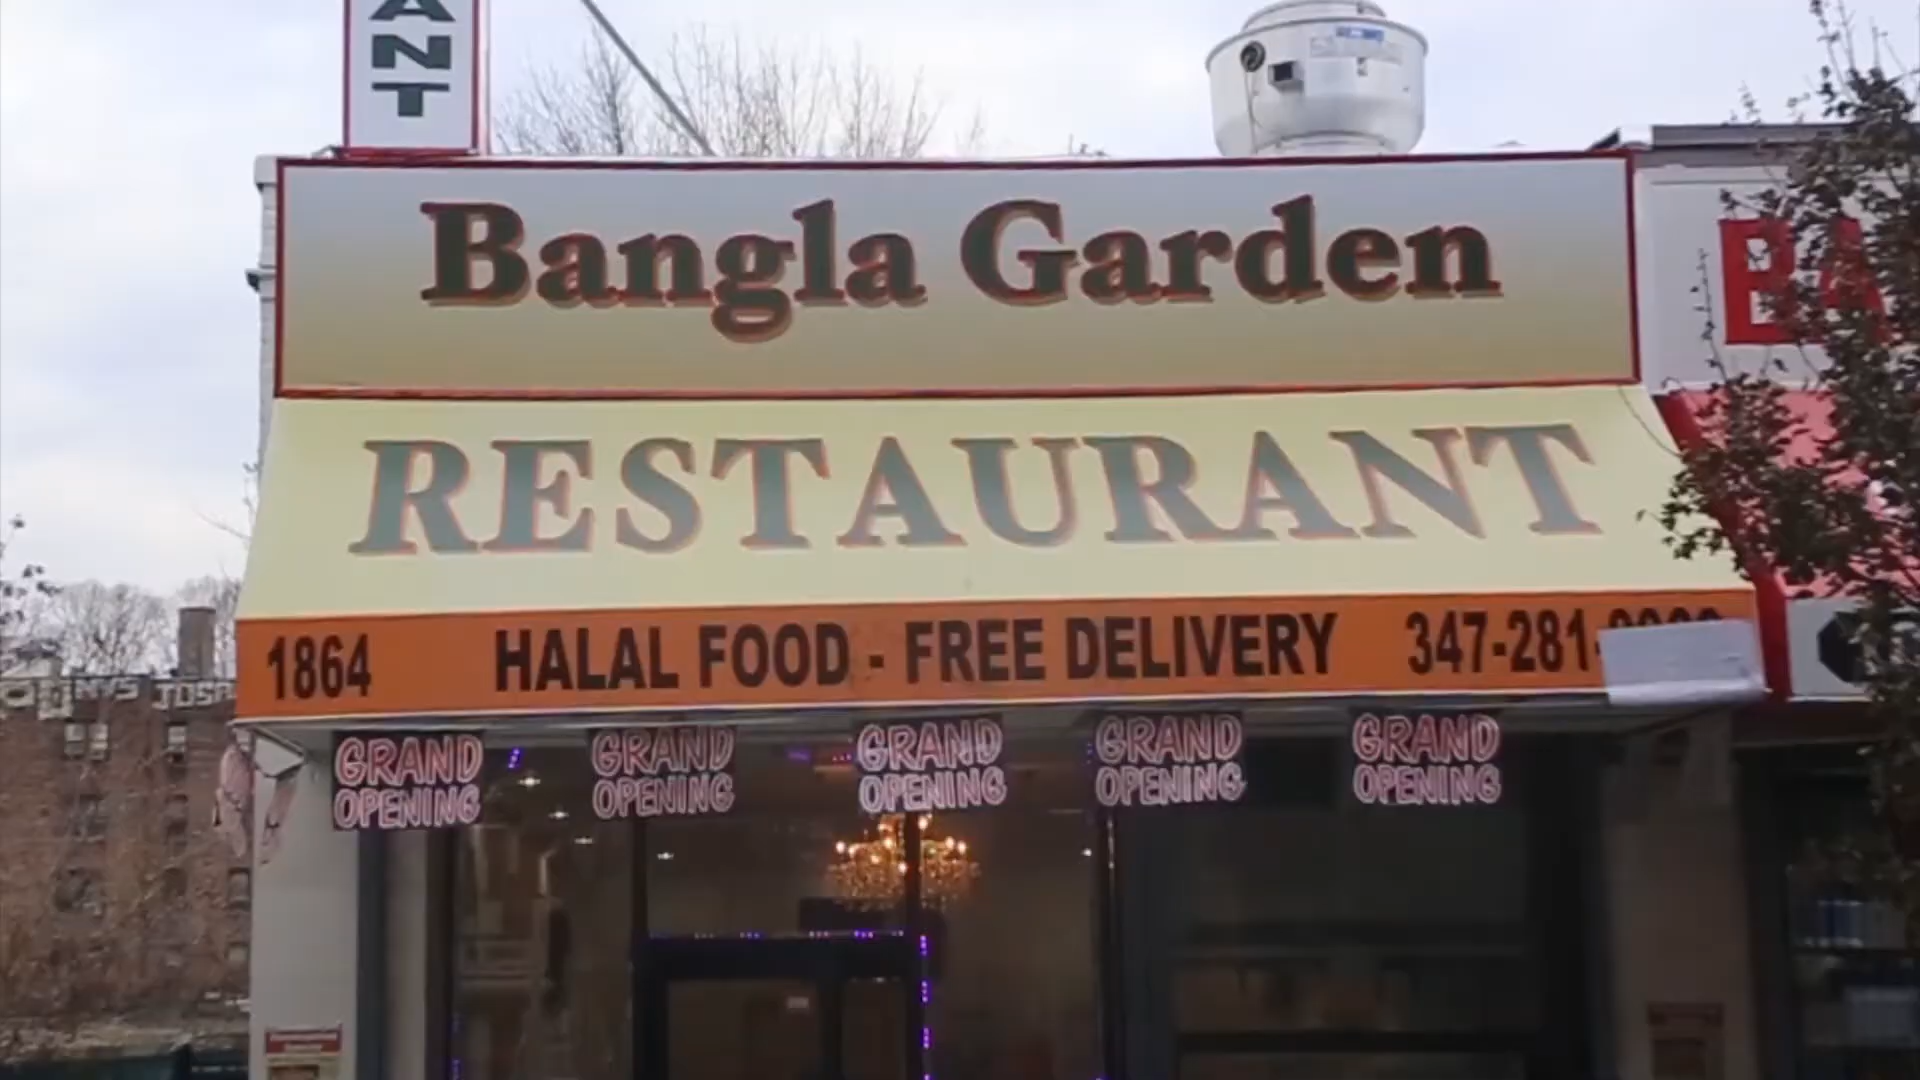 ANT
Bangla Garden
RESTAURANT
1864 HALAL FOOD - FREE DELIVERY 347-281-
GRAND OPENING
GRAND OPENING
GRAND OPENING
GRAND OPENING
GRAND OPENING
BA